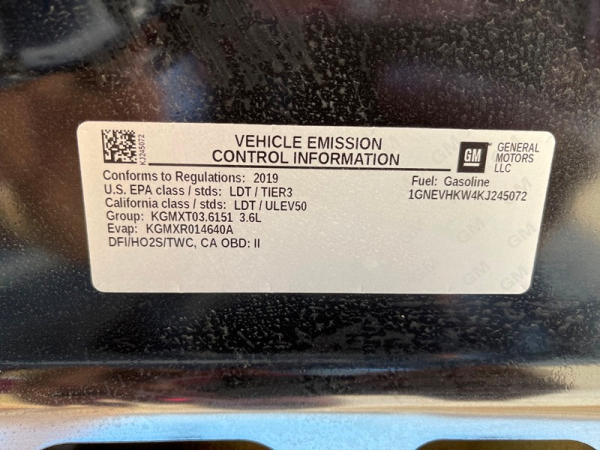 KJ245072
VEHICLE EMISSION
CONTROL INFORMATION
GM
GENERAL
MOTORS
LLC
Conforms to Regulations: 2019
U.S. EPA class / stds: LDT / TIER3
California class / stds: LDT / ULEV50
Group: KGMXT03.6151 3.6L
Evap: KGMXR014640A
DFI/HO2S/TWC, CA OBD: II
Fuel: Gasoline
1GNEVHKW4KJ245072